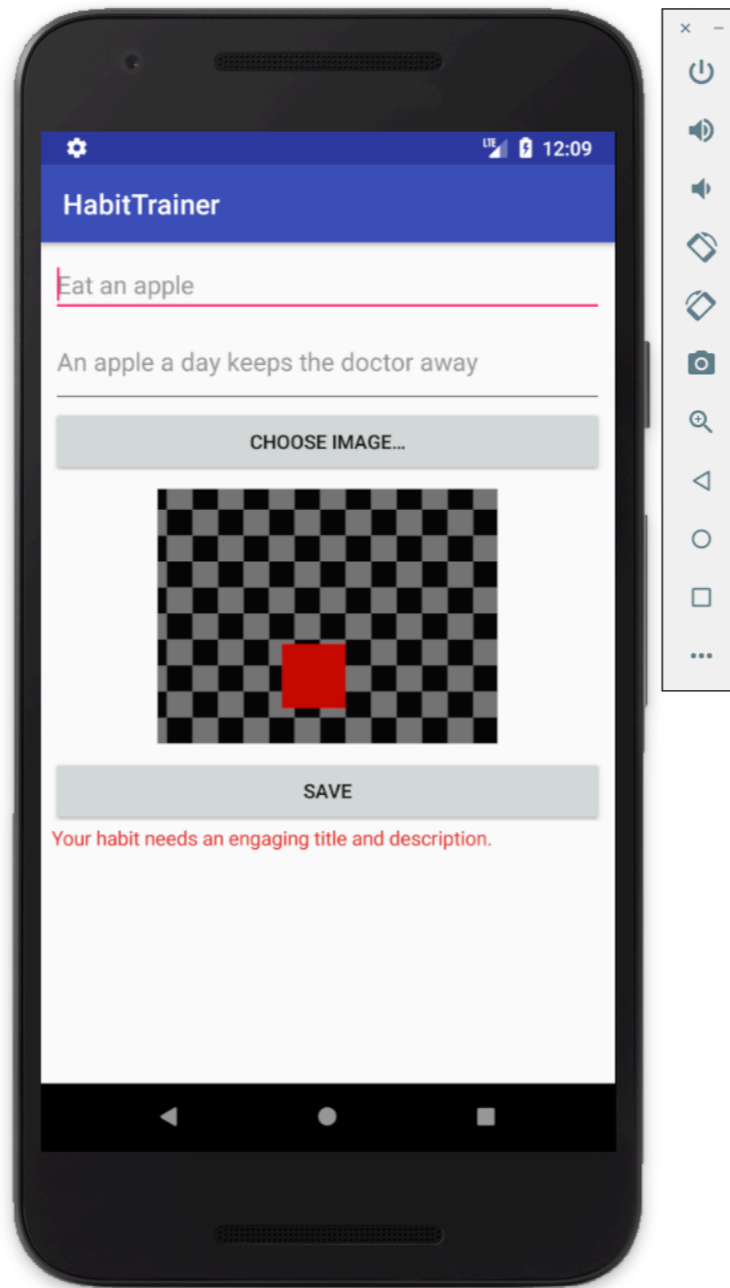 LTE 12:09
HabitTrainer
Eat an apple
An apple a day keeps the doctor away
CHOOSE IMAGE...
SAVE
Your habit needs an engaging title and description.